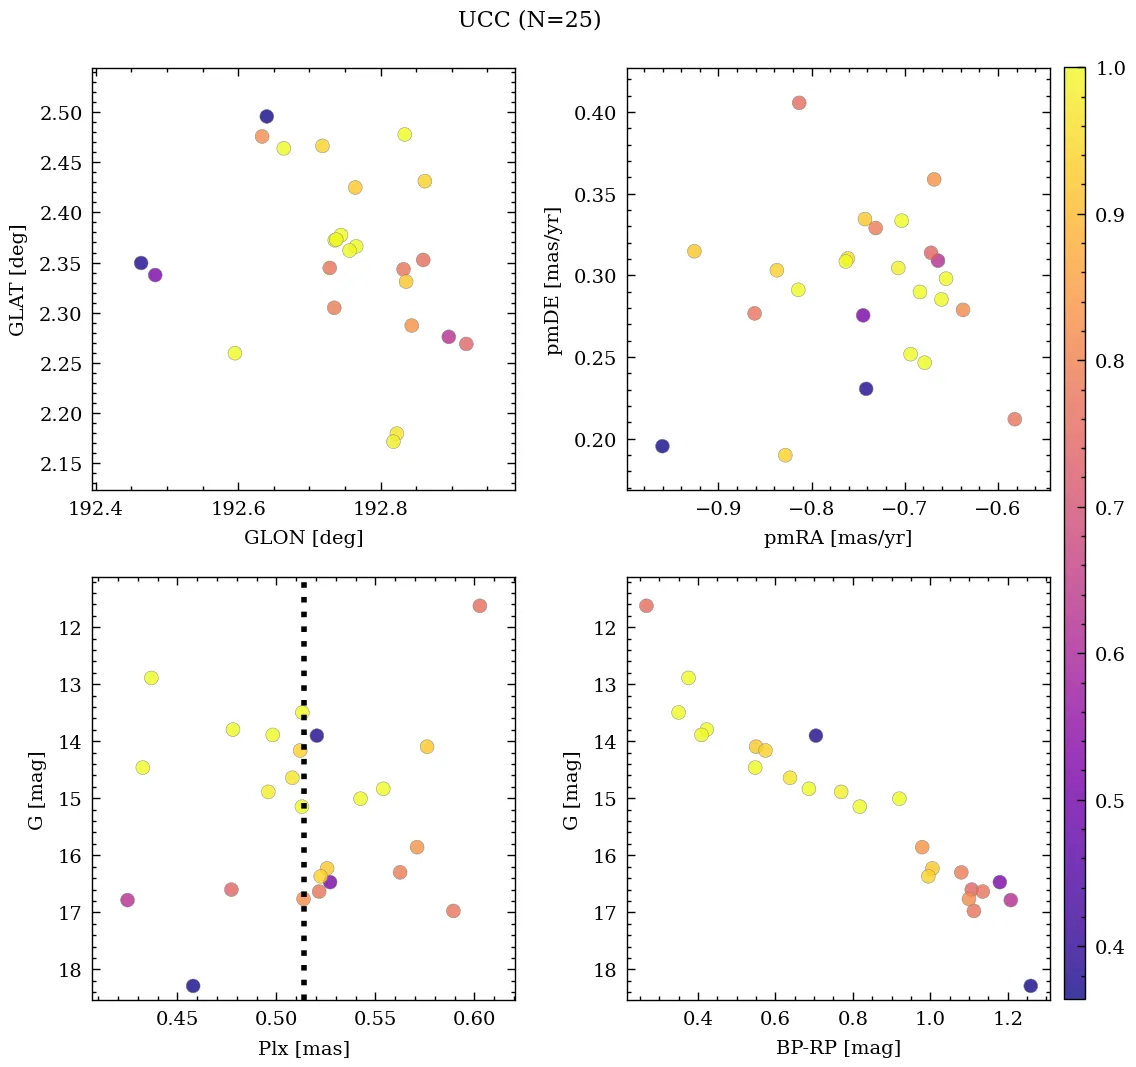 UCC (N=25)
2.50
2.45
2.40
2.35
2.30
2.25
2.20
2.15
GLAT [deg]
192.4 192.6 192.8
GLON [deg]
0.40
0.35
0.30
0.25
0.20
pmDE [mas/yr]
−0.9 −0.8 −0.7 −0.6
pmRA [mas/yr]
12
13
14
15
16
17
18
G [mag]
0.45 0.50 0.55 0.60
Plx [mas]
12
13
14
15
16
17
18
G [mag]
0.4 0.6 0.8 1.0 1.2
BP-RP [mag]
1.0
0.9
0.8
0.7
0.6
0.5
0.4